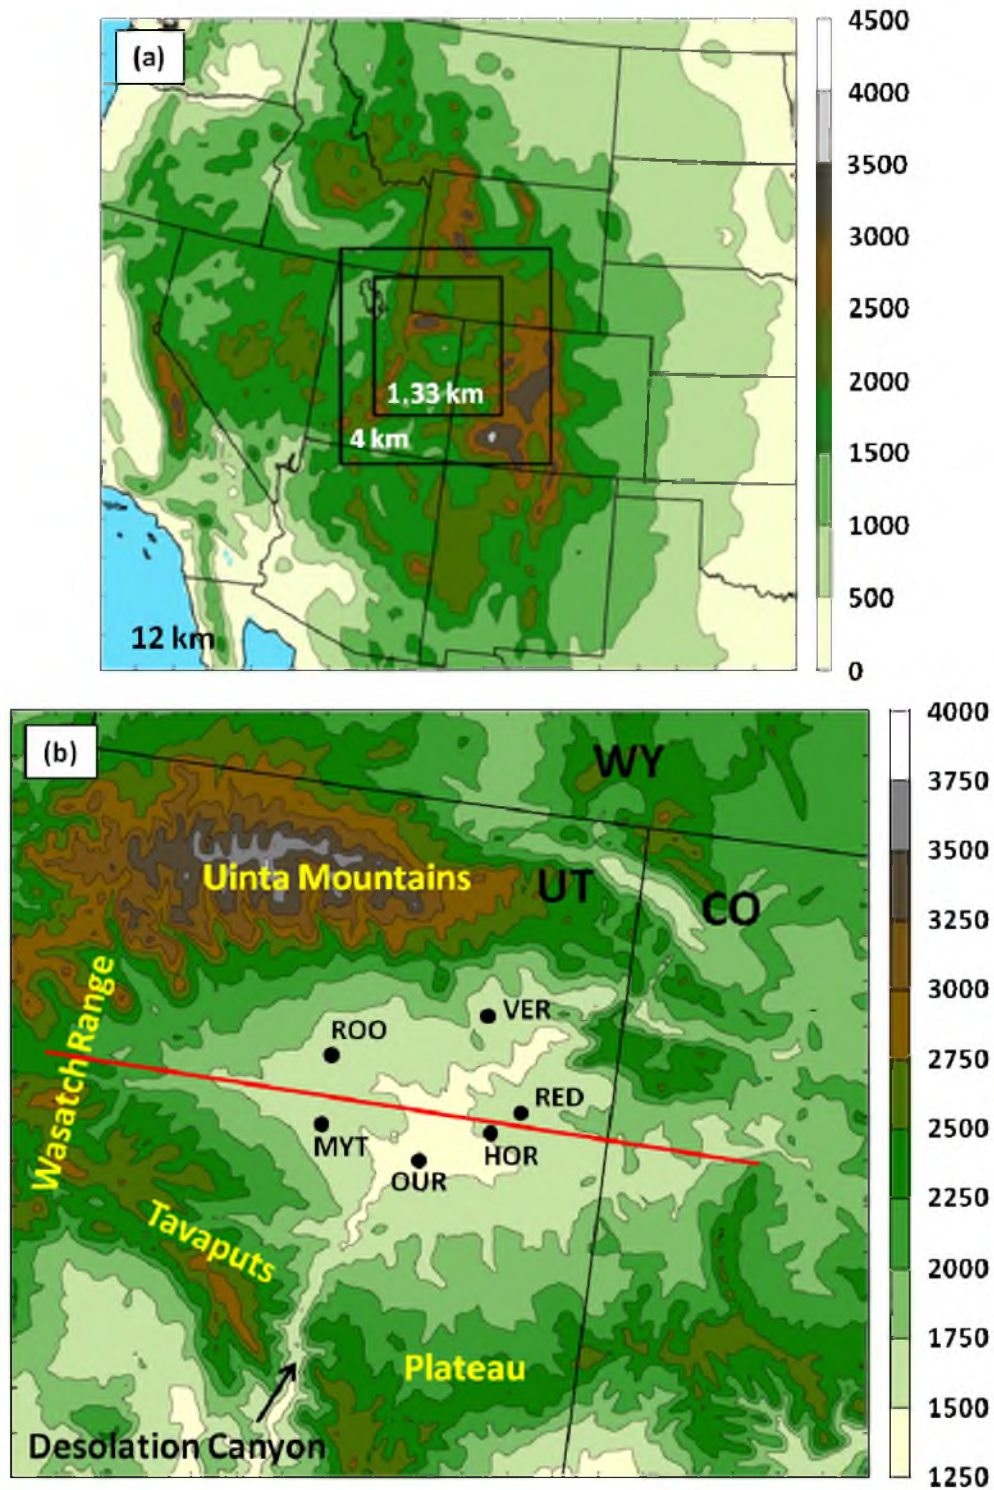 (a)
1,33 km
4 km
12 km
4500
4000
3500
3000
2500
2000
1500
1000
500
0
(b)
WY
Uinta Mountains
UT
CO
Wasatch Range
VER
ROO
RED
MYT
HOR
OUR
Tavaputs
Plateau
Desolation Canyon
4000
3750
3500
3250
3000
2750
2500
2250
2000
1750
1500
1250